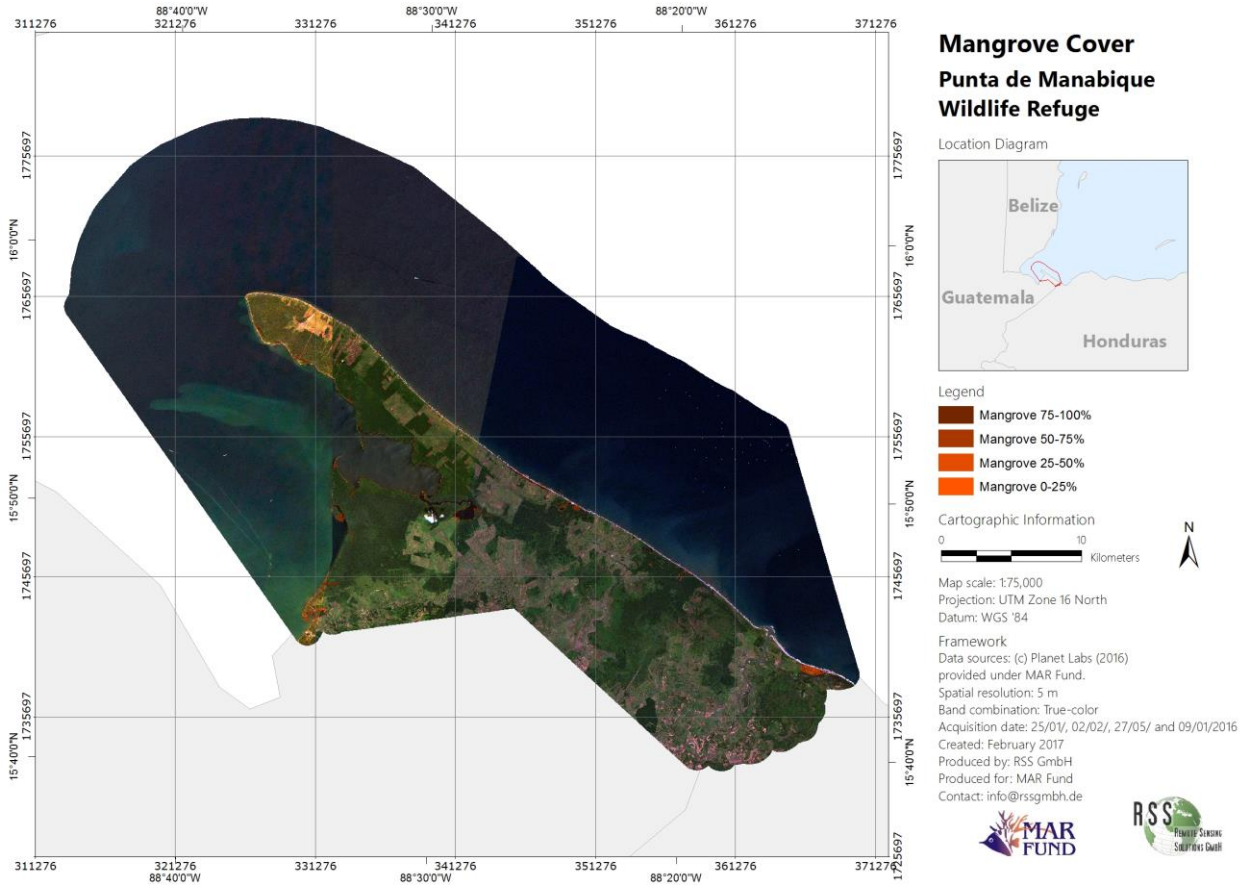 88°40'0"W 88°30'0"W 88°20'0"W
311276 321276 331276 341276 351276 361276 371276
1775697 1775697
16°0'0"N 16°0'0"N
1765697 1765697
1755697 1755697
15°50'0"N 15°50'0"N
1745697 1745697
1735697 1735697
15°40'0"N 15°40'0"N
1725697
311276 321276 331276 341276 351276 361276 371276
88°40'0"W 88°30'0"W 88°20'0"W
Mangrove Cover
Punta de Manabique
Wildlife Refuge
Location Diagram
Belize
Guatemala
Honduras
Legend
Mangrove 75-100%
Mangrove 50-75%
Mangrove 25-50%
Mangrove 0-25%
Cartographic Information
0 10
Kilometers
N
Map scale: 1:75,000
Projection: UTM Zone 16 North
Datum: WGS '84
Framework
Data sources: (c) Planet Labs (2016)
provided under MAR Fund.
Spatial resolution: 5 m
Band combination: True-color
Acquisition date: 25/01/, 02/02/, 27/05/ and 09/01/2016
Created: February 2017
Produced by: RSS GmbH
Produced for: MAR Fund
Contact: info@rssgmbh.de
MAR
FUND
RSS
Remote Sensing
Solutions GmbH